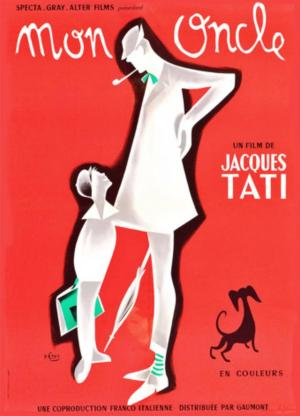 SPECTA. GRAY. ALTER FILMS présentent
mon oncle
UN FILM DE
JACQUES
TATI
EN COULEURS
UNE COPRODUCTION FRANCO ITALIENNE DISTRIBUÉE PAR GAUMONT